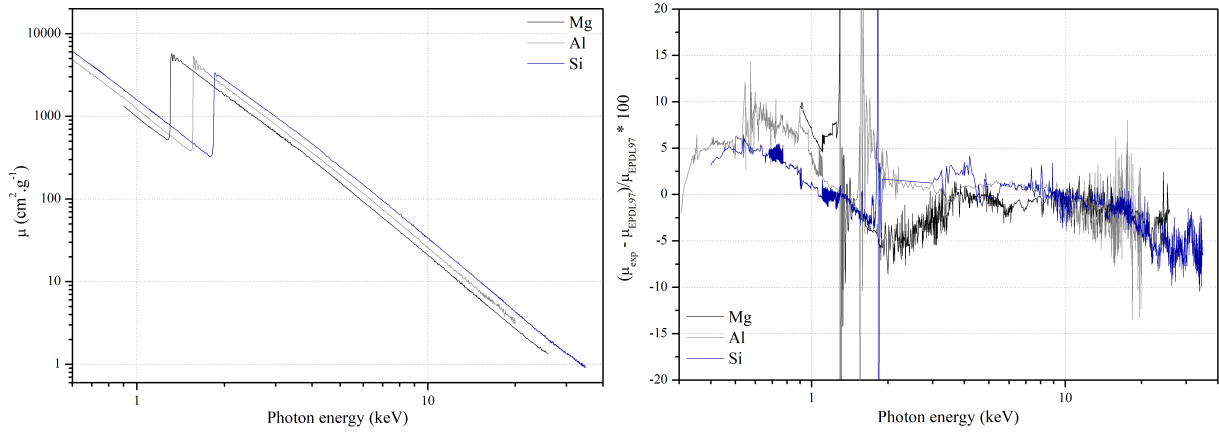 μ (cm².g⁻¹)
10000
1000
100
10
1
Mg
Al
Si
1
10
Photon energy (keV)
(μexp - μEPDL97)/μEPDL97 * 100
20
15
10
5
0
-5
-10
-15
-20
Mg
Al
Si
1
10
Photon energy (keV)